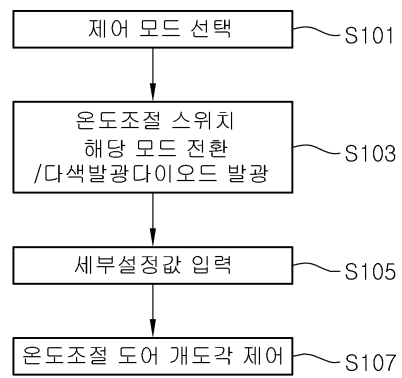 제어 모드 선택
S101
온도조절 스위치
해당 모드 전환
/다색발광다이오드 발광
S103
세부설정값 입력
S105
온도조절 도어 개도각 제어
S107